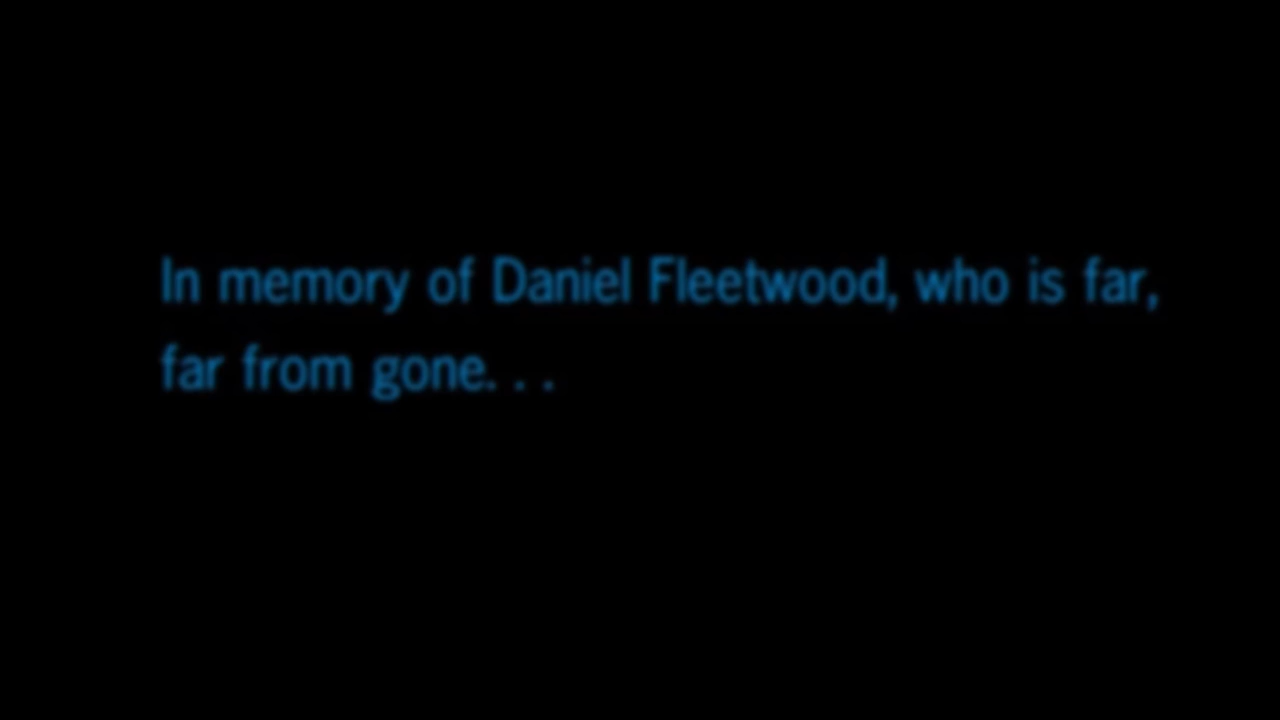 In memory of Daniel Fleetwood, who is far,
far from gone. . .